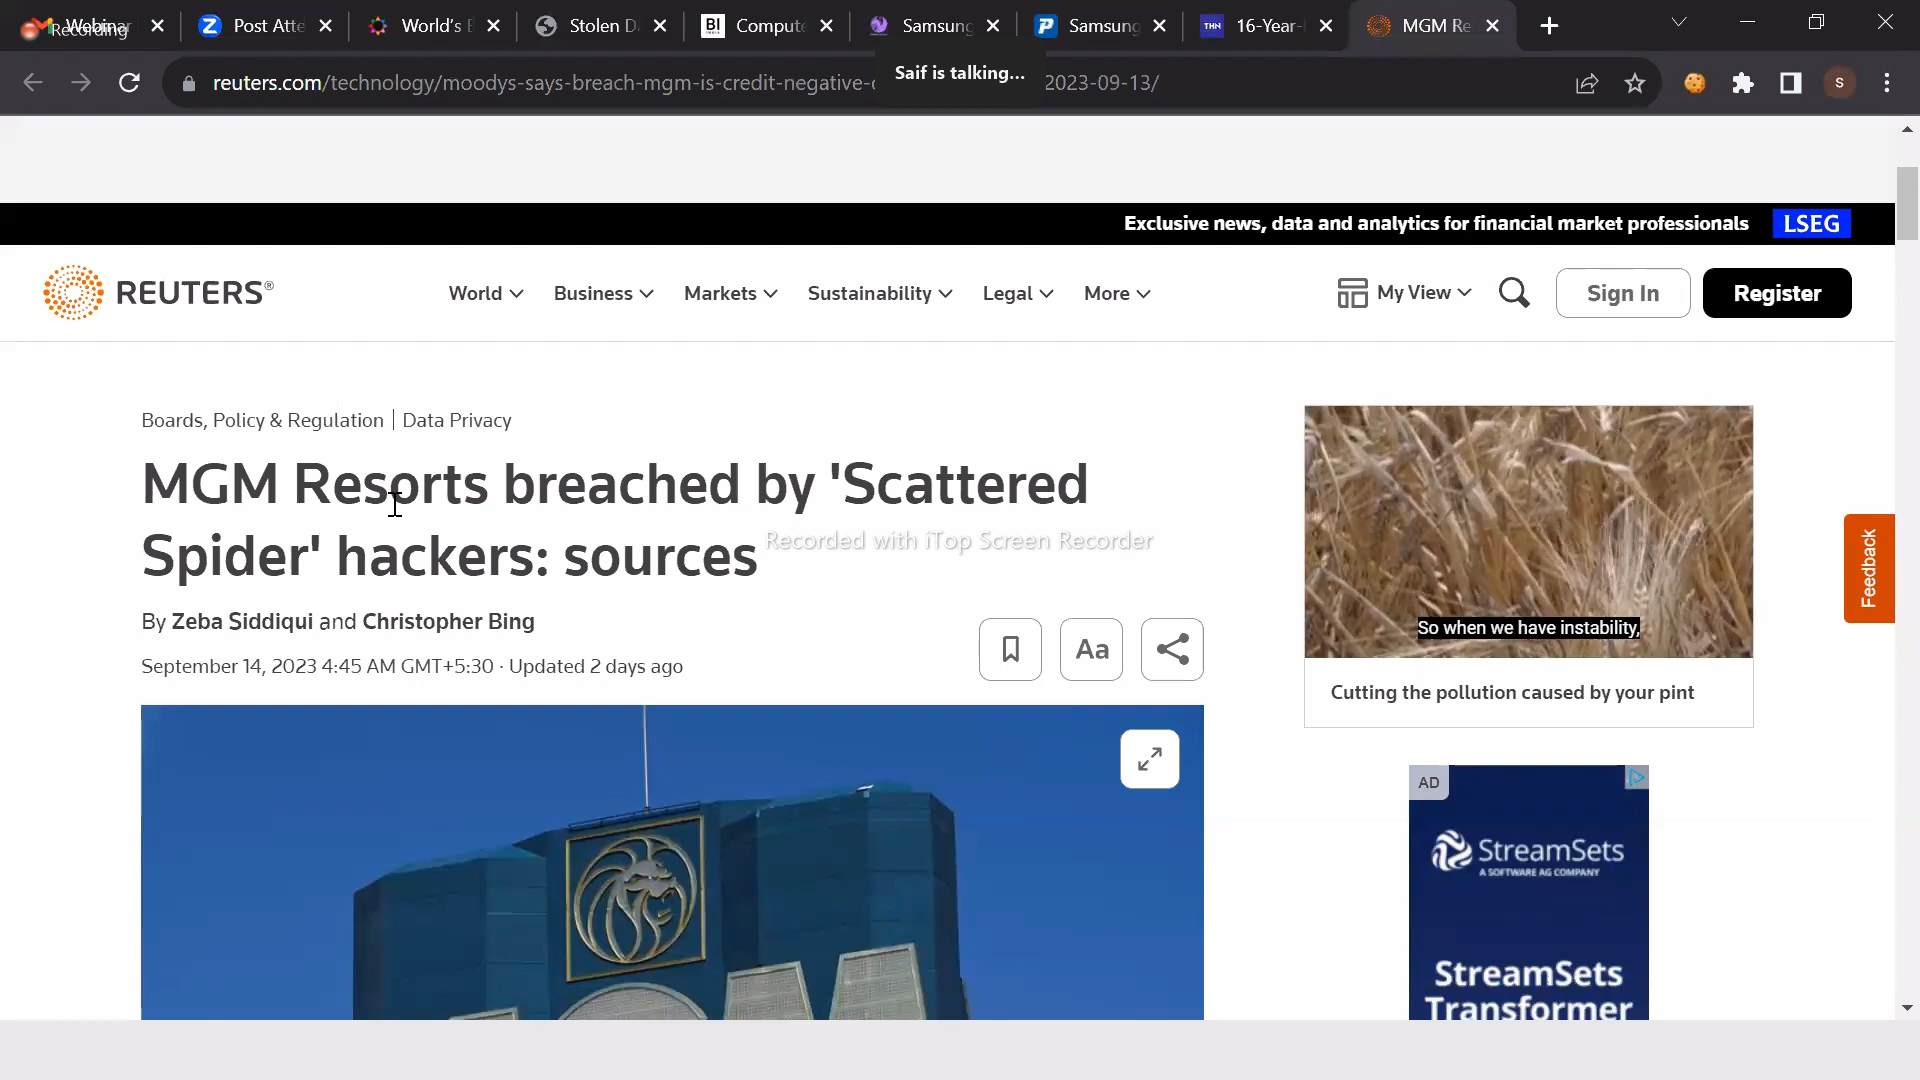 Webinar
Recording
Post Atte
World's E
Stolen D
BI
INDIA
Compute
Samsung
Samsung
THN
16-Year-
MGM Re
Saif is talking...
reuters.com/technology/moodys-says-breach-mgm-is-credit-negative-
2023-09-13/
S
Exclusive news, data and analytics for financial market professionals
LSEG
REUTERS®
World
Business
Markets
Sustainability
Legal
More
My View
Sign In
Register
Boards, Policy & Regulation | Data Privacy
MGM Resorts breached by 'Scattered
Spider' hackers: sources
Recorded with iTop Screen Recorder
By Zeba Siddiqui and Christopher Bing
September 14, 2023 4:45 AM GMT+5:30 · Updated 2 days ago
Aa
So when we have instability,
Cutting the pollution caused by your pint
Feedback
AD
StreamSets
A SOFTWARE AG COMPANY
StreamSets
Transformer